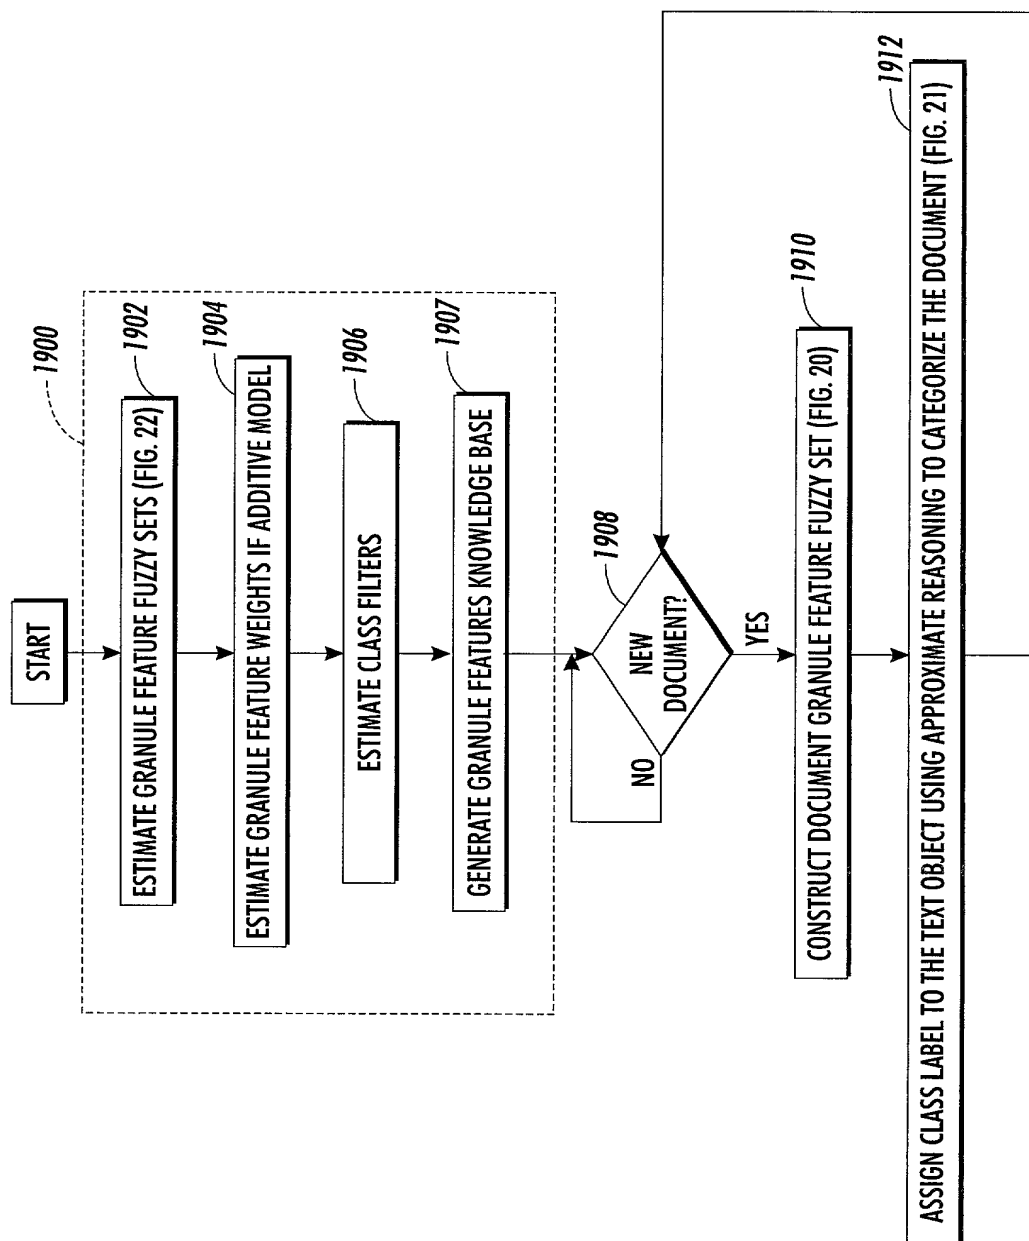 START
1900
1902
ESTIMATE GRANULE FEATURE FUZZY SETS (FIG. 22)
1904
ESTIMATE GRANULE FEATURE WEIGHTS IF ADDITIVE MODEL
1906
ESTIMATE CLASS FILTERS
1907
GENERATE GRANULE FEATURES KNOWLEDGE BASE
1908
NEW
DOCUMENT?
NO
YES
1910
CONSTRUCT DOCUMENT GRANULE FEATURE FUZZY SET (FIG. 20)
1912
ASSIGN CLASS LABEL TO THE TEXT OBJECT USING APPROXIMATE REASONING TO CATEGORIZE THE DOCUMENT (FIG. 21)